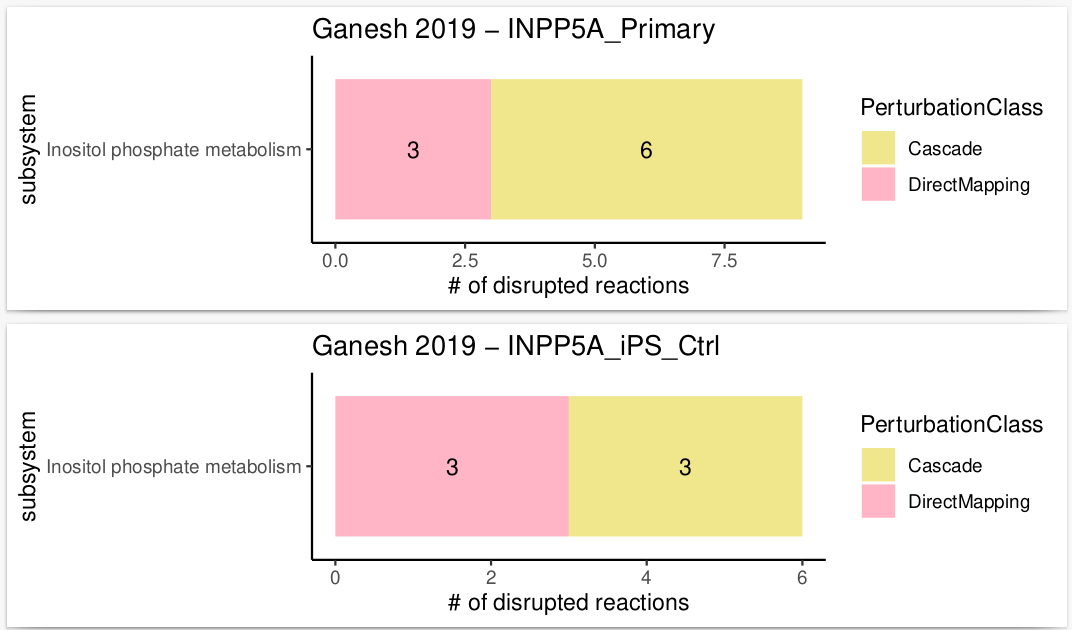 Ganesh 2019 – INPP5A_Primary
subsystem
Inositol phosphate metabolism
3
6
0.0 2.5 5.0 7.5
# of disrupted reactions
PerturbationClass
Cascade
DirectMapping
Ganesh 2019 – INPP5A_iPS_Ctrl
subsystem
Inositol phosphate metabolism
3
3
0 2 4 6
# of disrupted reactions
PerturbationClass
Cascade
DirectMapping